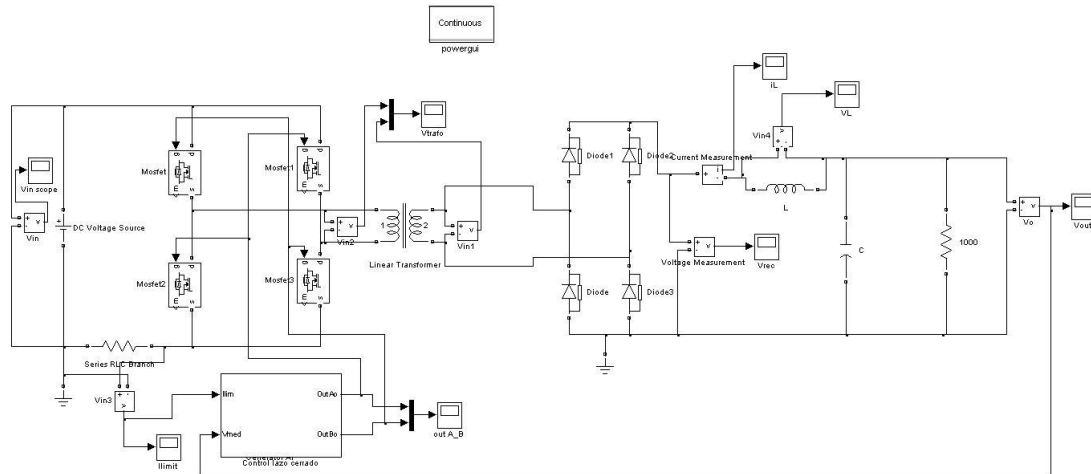 Continuous
powergui
iL
VL
Vin4
Vtrafo
Mosfet
Mosfet1
Diode1
Diode2
Current Measurement
Vin scope
Vin
DC Voltage Source
Vin2
1
2
Vin1
L
Linear Transformer
Vo
Vout
Mosfet2
Mosfet3
Voltage Measurement
Vrec
C
1000
Diode
Diode3
Series RLC Branch
Vin3
Ilim
OutAo
Vmed
OutBo
out A_B
Control lazo cerrado
Ilimit